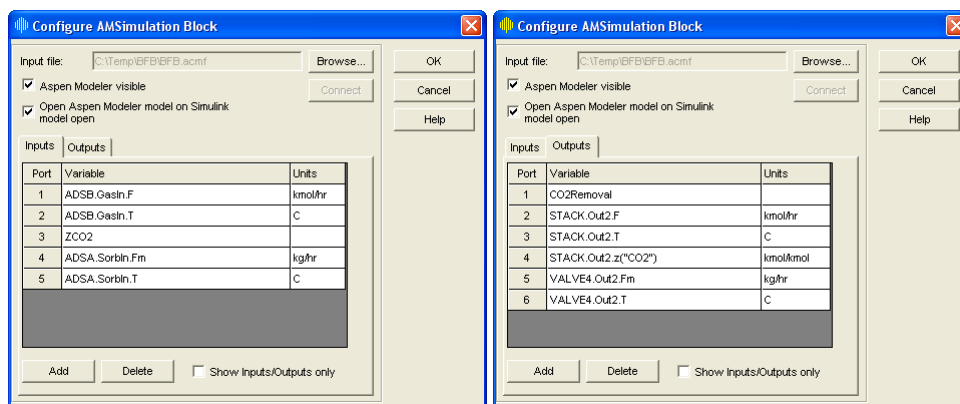 Configure AMSimulation Block
Input file: C:\Temp\BFB\BFB.acmf Browse... OK
Aspen Modeler visible Connect Cancel
Open Aspen Modeler model on Simulink model open Help
Inputs Outputs
Port Variable Units
1 ADSB.GasIn.F kmol/hr
2 ADSB.GasIn.T C
3 ZCO2
4 ADSA.SorbIn.Fm kg/hr
5 ADSA.SorbIn.T C
Add Delete Show Inputs/Outputs only
Configure AMSimulation Block
Input file: C:\Temp\BFB\BFB.acmf Browse... OK
Aspen Modeler visible Connect Cancel
Open Aspen Modeler model on Simulink model open Help
Inputs Outputs
Port Variable Units
1 CO2Removal
2 STACK.Out2.F kmol/hr
3 STACK.Out2.T C
4 STACK.Out2.z("CO2") kmol/kmol
5 VALVE4.Out2.Fm kg/hr
6 VALVE4.Out2.T C
Add Delete Show Inputs/Outputs only